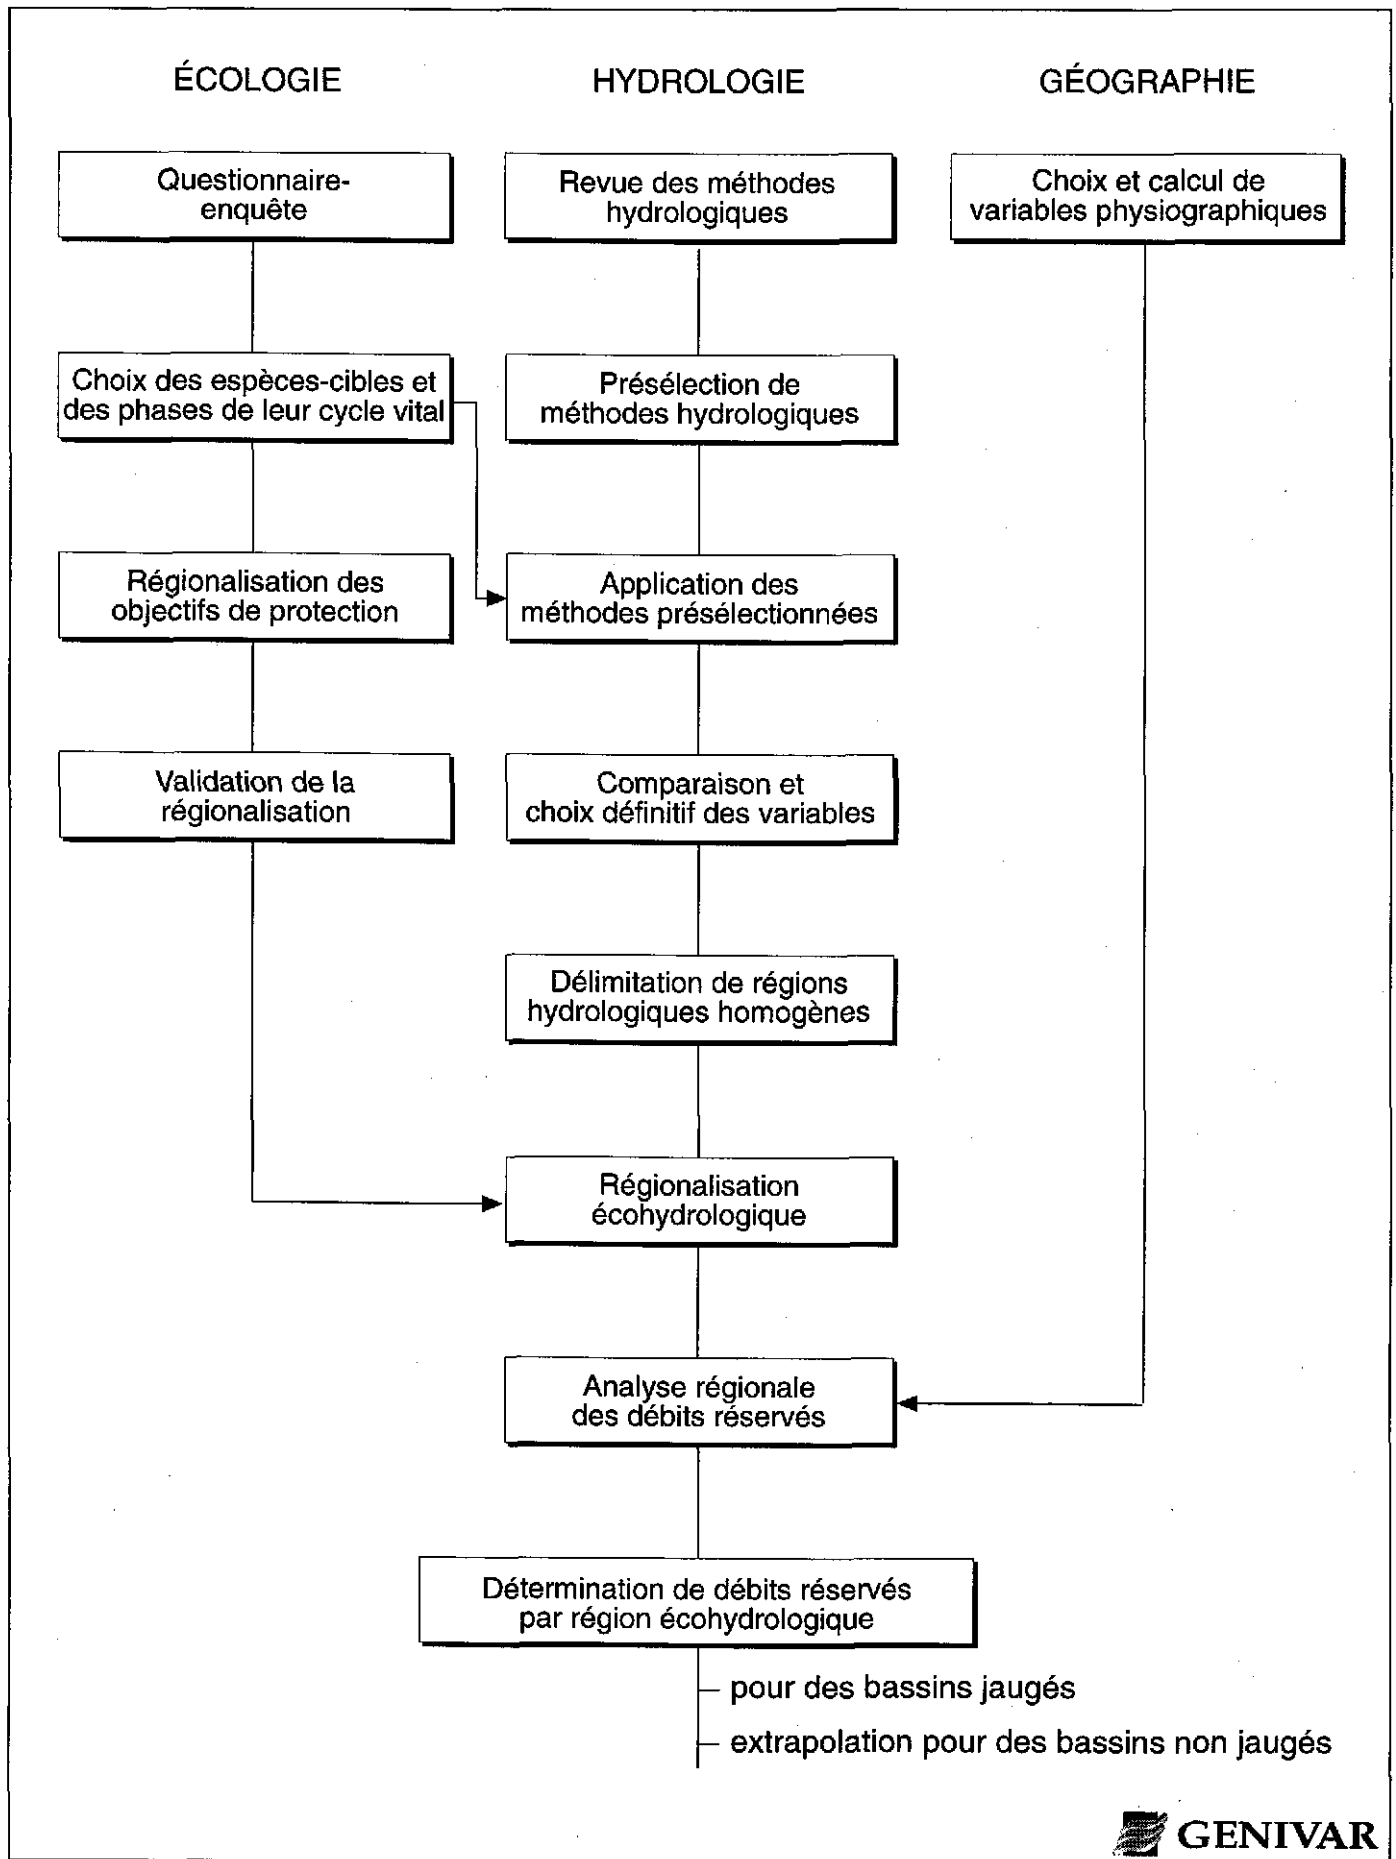 ÉCOLOGIE
HYDROLOGIE
GÉOGRAPHIE
Questionnaire-
enquête
Revue des méthodes
hydrologiques
Choix et calcul de
variables physiographiques
Choix des espèces-cibles et
des phases de leur cycle vital
Présélection de
méthodes hydrologiques
Régionalisation des
objectifs de protection
Application des
méthodes présélectionnées
Validation de la
régionalisation
Comparaison et
choix définitif des variables
Délimitation de régions
hydrologiques homogènes
Régionalisation
écohydrologique
Analyse régionale
des débits réservés
Détermination de débits réservés
par région écohydrologique
pour des bassins jaugés
extrapolation pour des bassins non jaugés
GENIVAR